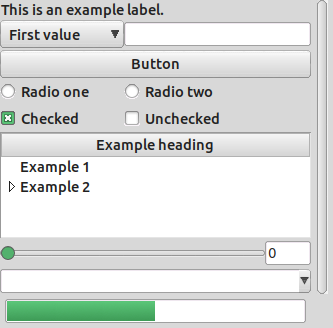 This is an example label.
First value
Button
Radio one Radio two
Checked Unchecked
Example heading
Example 1
Example 2
0